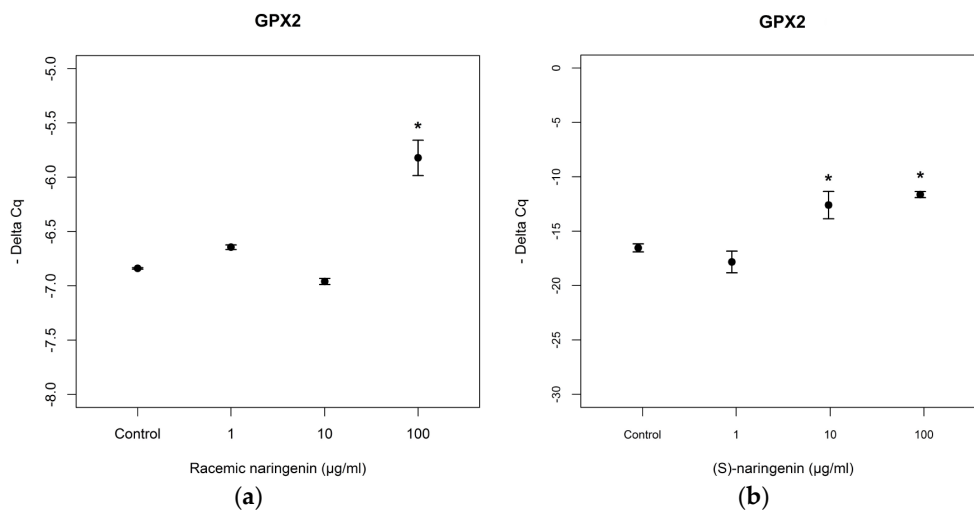 GPX2
- Delta Cq
-5.0
-5.5
-6.0
-6.5
-7.0
-7.5
-8.0
*
Control 1 10 100
Racemic naringenin (µg/ml)
(a)
GPX2
- Delta Cq
0
-5
-10
-15
-20
-25
-30
* *
Control 1 10 100
(S)-naringenin (µg/ml)
(b)